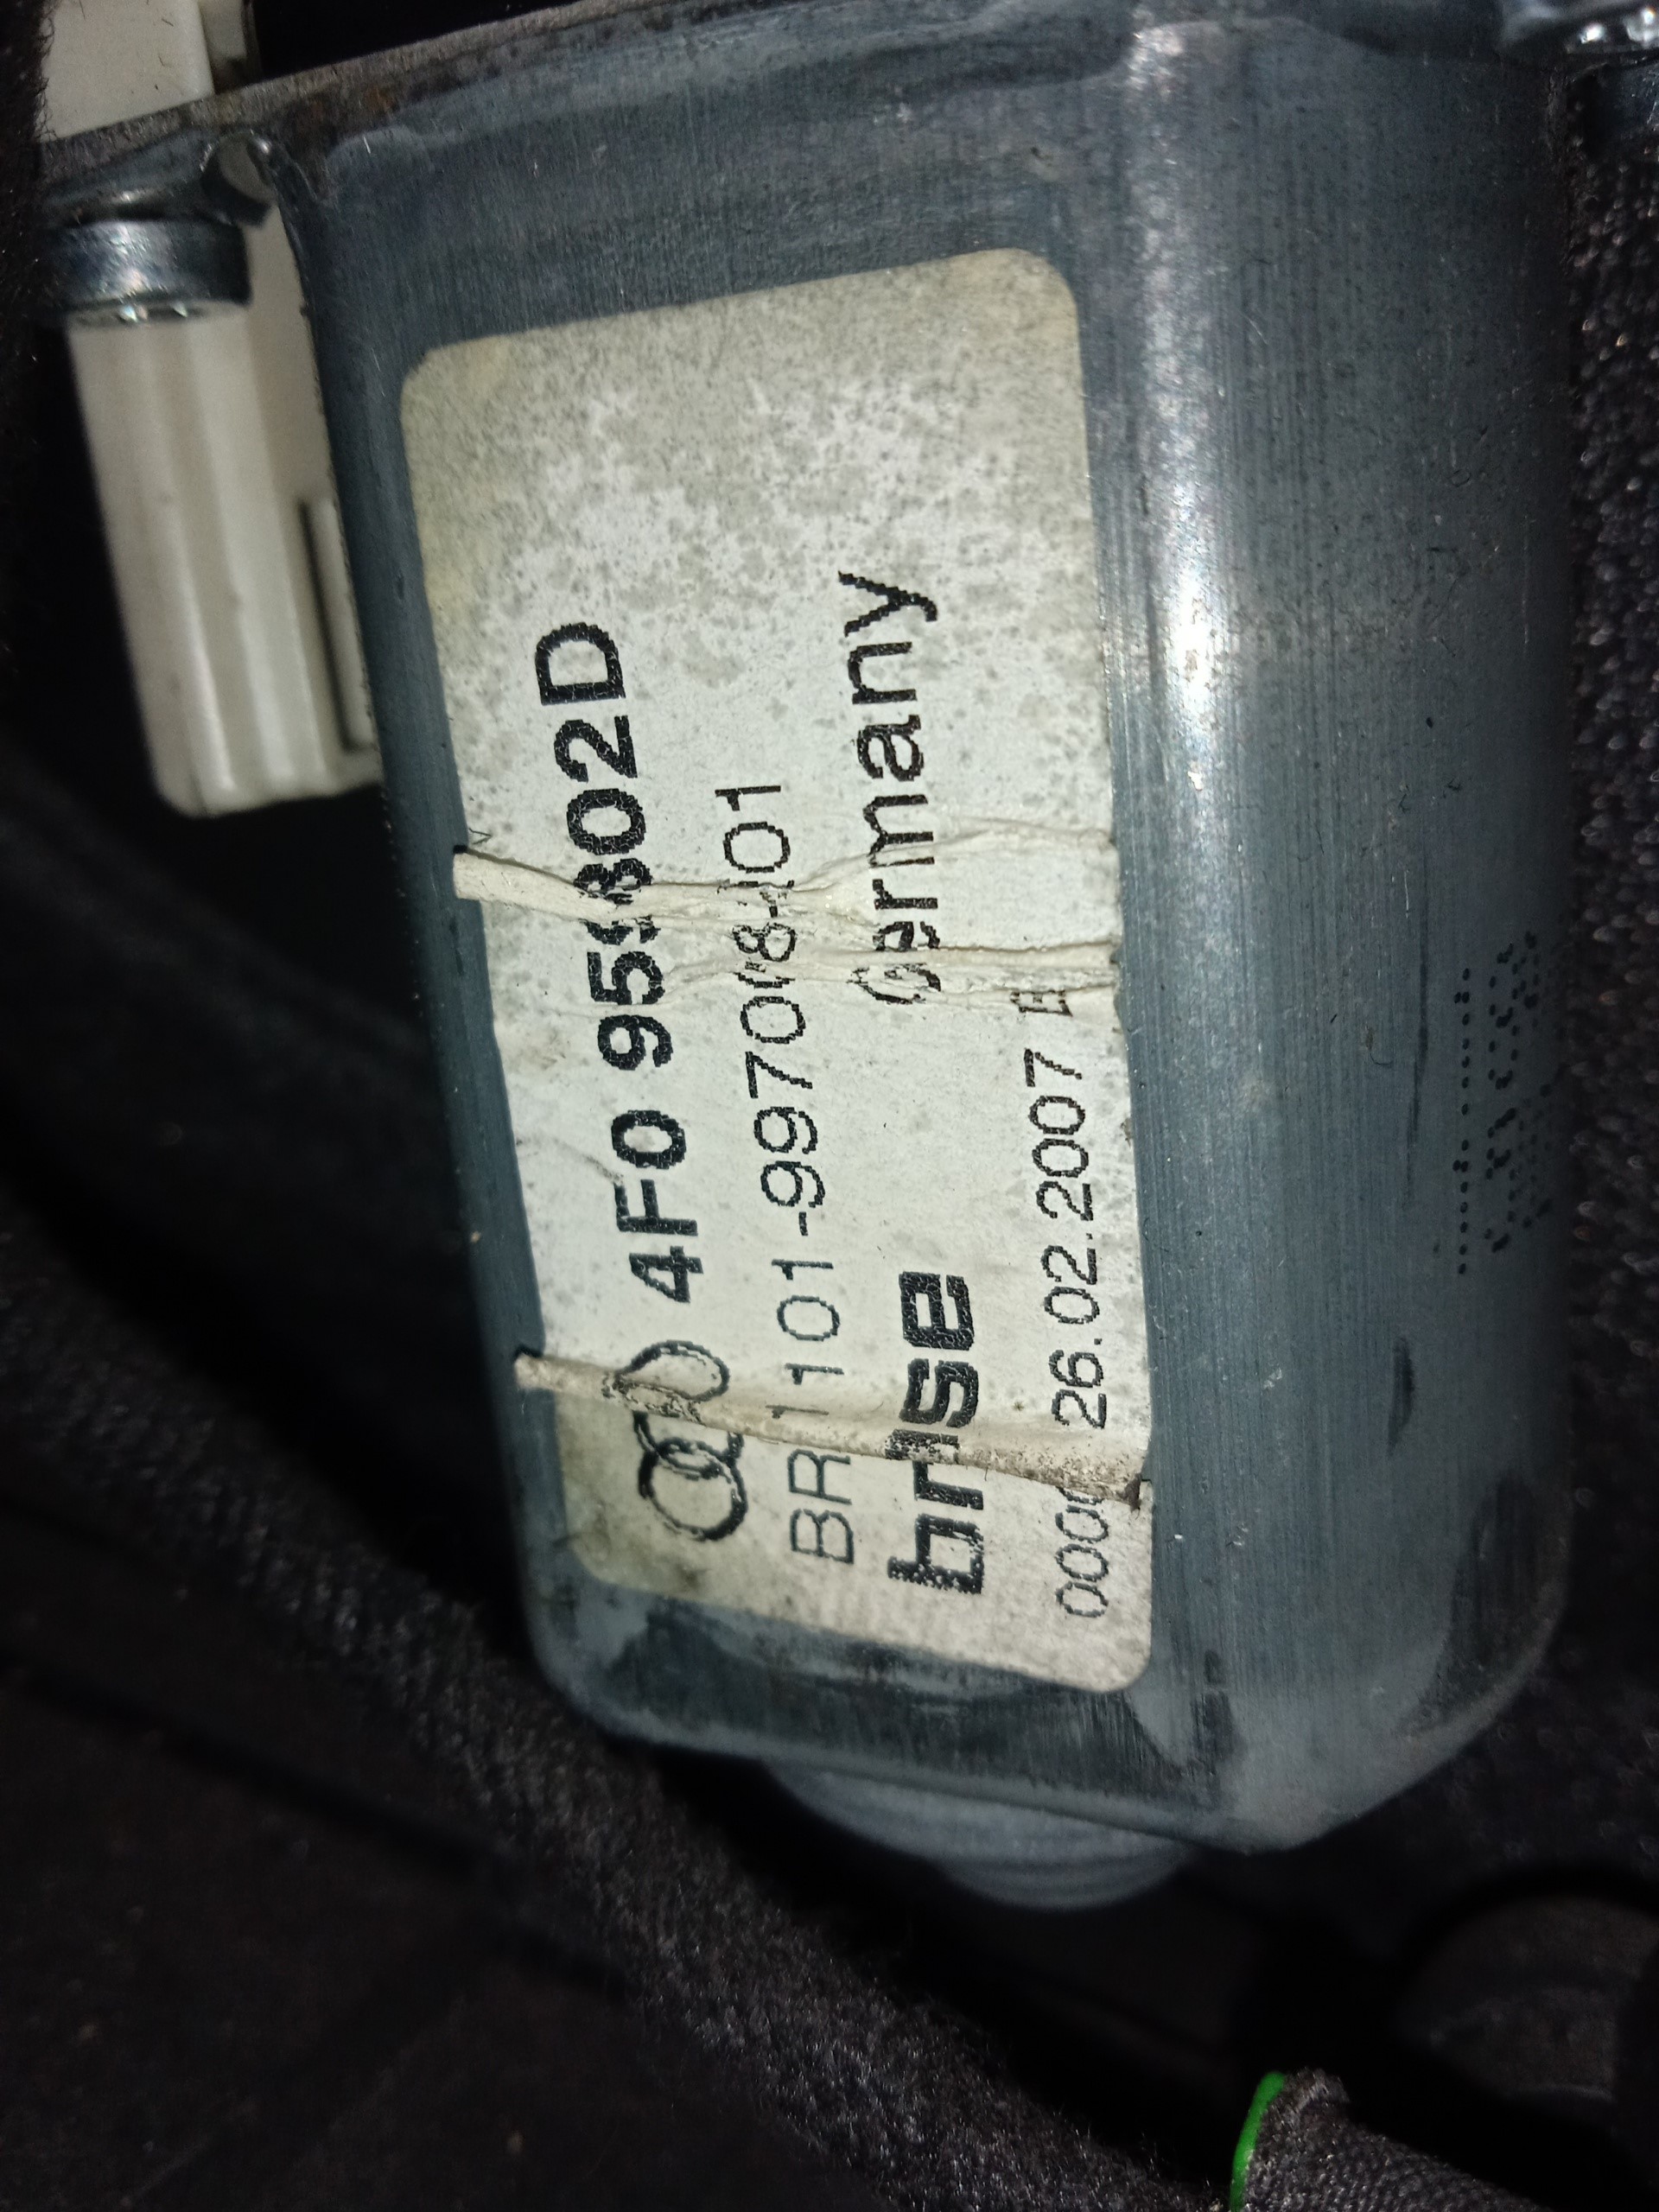 4F0 959802D
BR1101-997008-101
brose Germany
26.02.2007